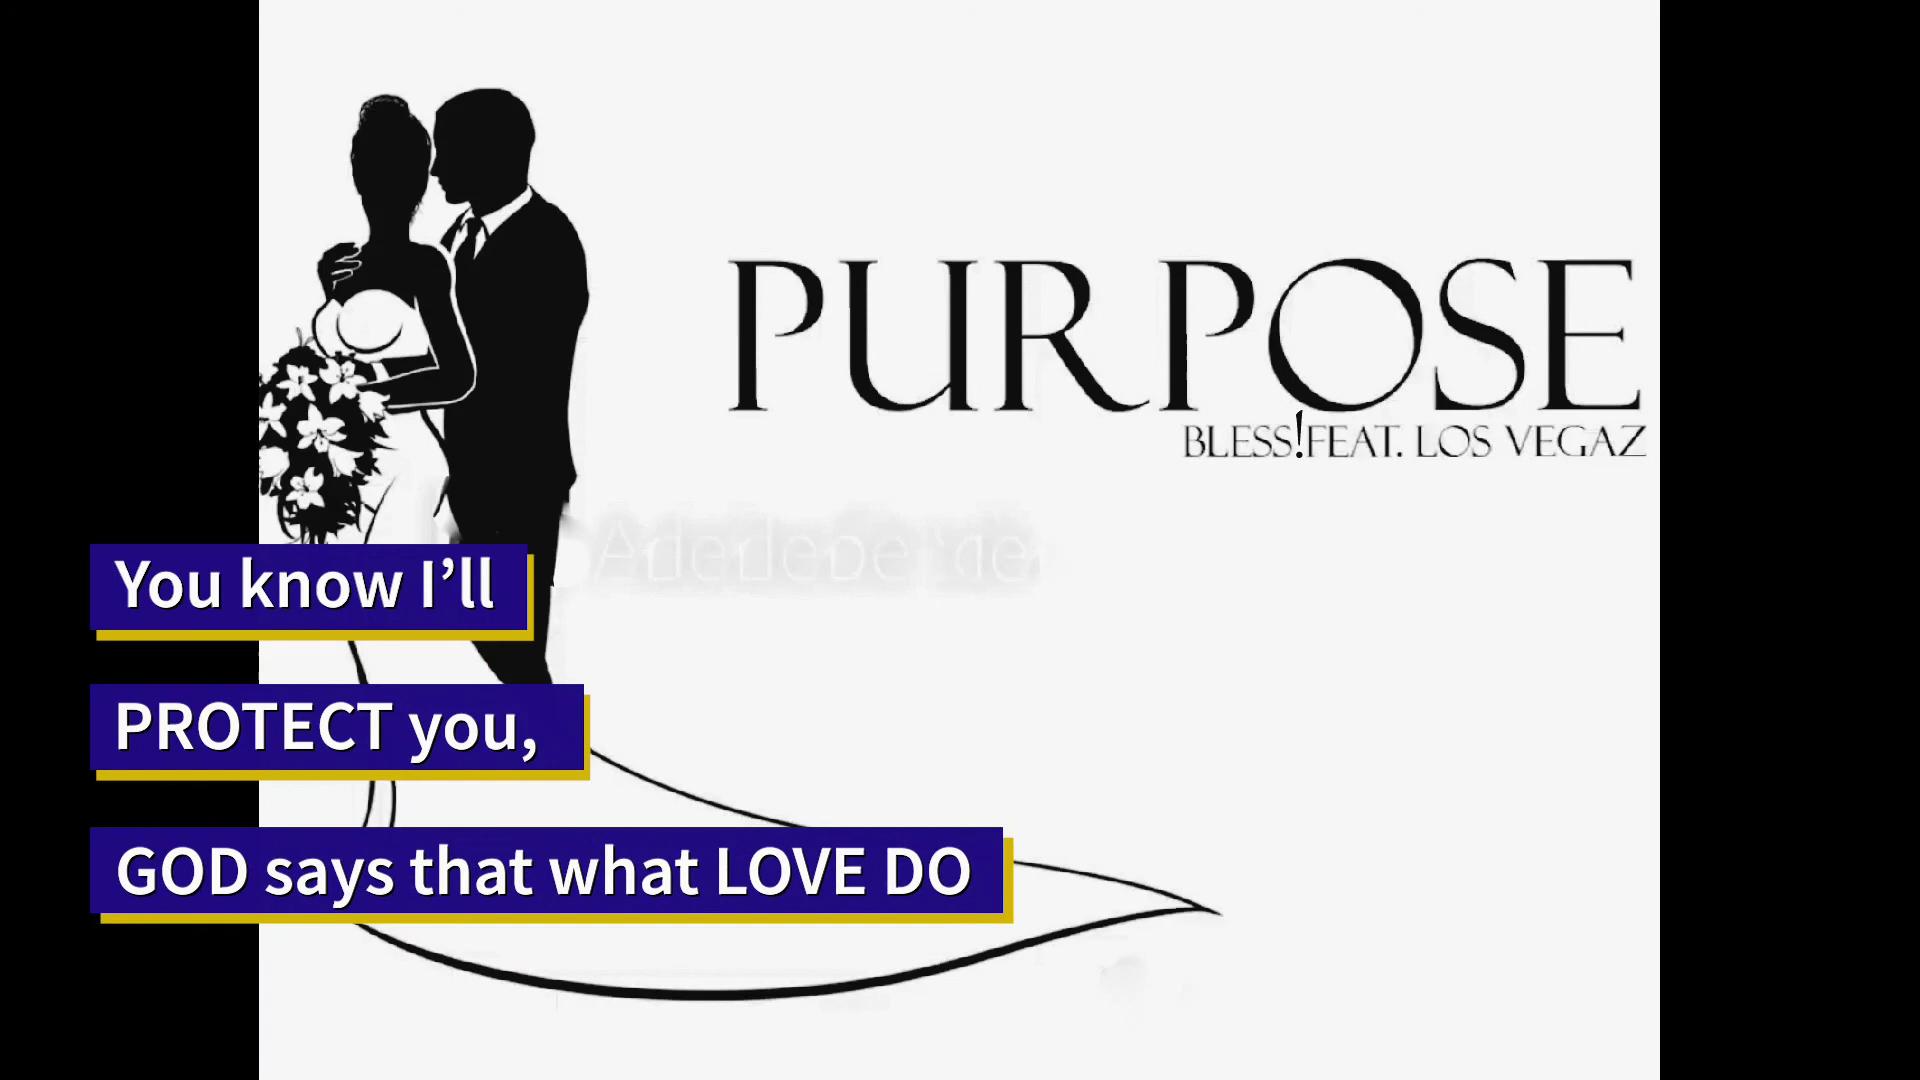 PURPOSE
BLESS!FEAT. LOS VEGAZ
You know I’ll
PROTECT you,
GOD says that what LOVE DO